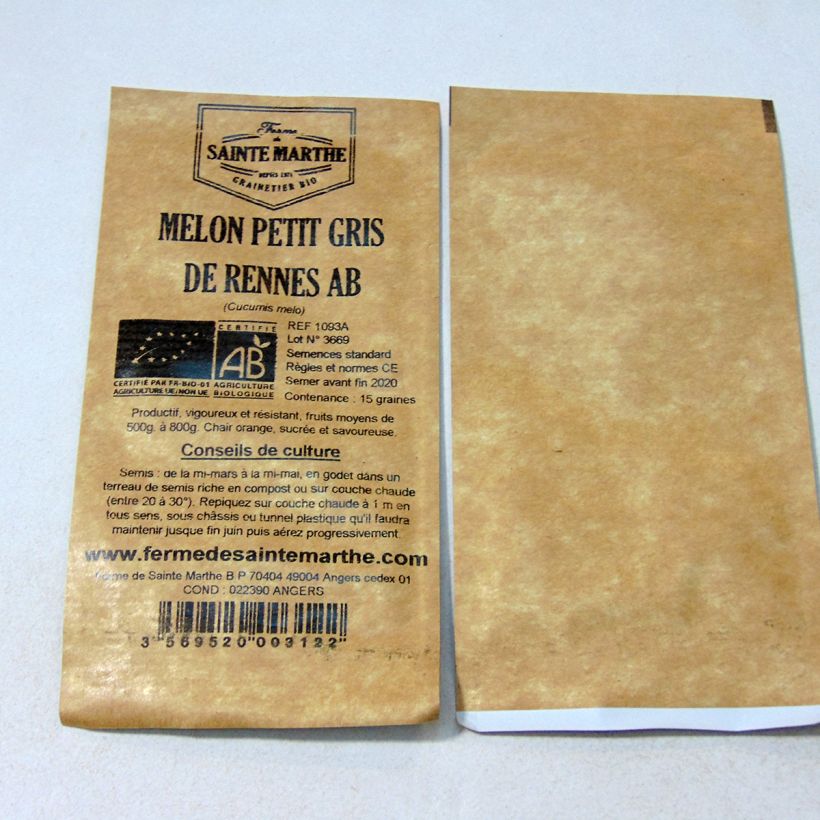 Ferme
de
SAINTE MARTHE
DEPUIS 1971
GRAINETIER BIO
MELON PETIT GRIS
DE RENNES AB
(Cucumis melo)
CERTIFIÉ
AB
CERTIFIÉ PAR FR-BIO-01 AGRICULTURE
AGRICULTURE UE/NON UE BIOLOGIQUE
REF 1093A
Lot N° 3669
Semences standard
Règles et normes CE
Semer avant fin 2020
Contenance : 15 graines
Productif, vigoureux et résistant, fruits moyens de
500g. à 800g. Chair orange, sucrée et savoureuse.
Conseils de culture
Semis : de la mi-mars à la mi-mai, en godet dans un
terreau de semis riche en compost ou sur couche chaude
(entre 20 à 30°). Repiquez sur couche chaude à 1 m en
tous sens, sous châssis ou tunnel plastique qu'il faudra
maintenir jusque fin juin puis aérez progressivement.
www.fermedesaintemarthe.com
Ferme de Sainte Marthe B P 70404 49004 Angers cedex 01
COND : 022390 ANGERS
3 569520 003122